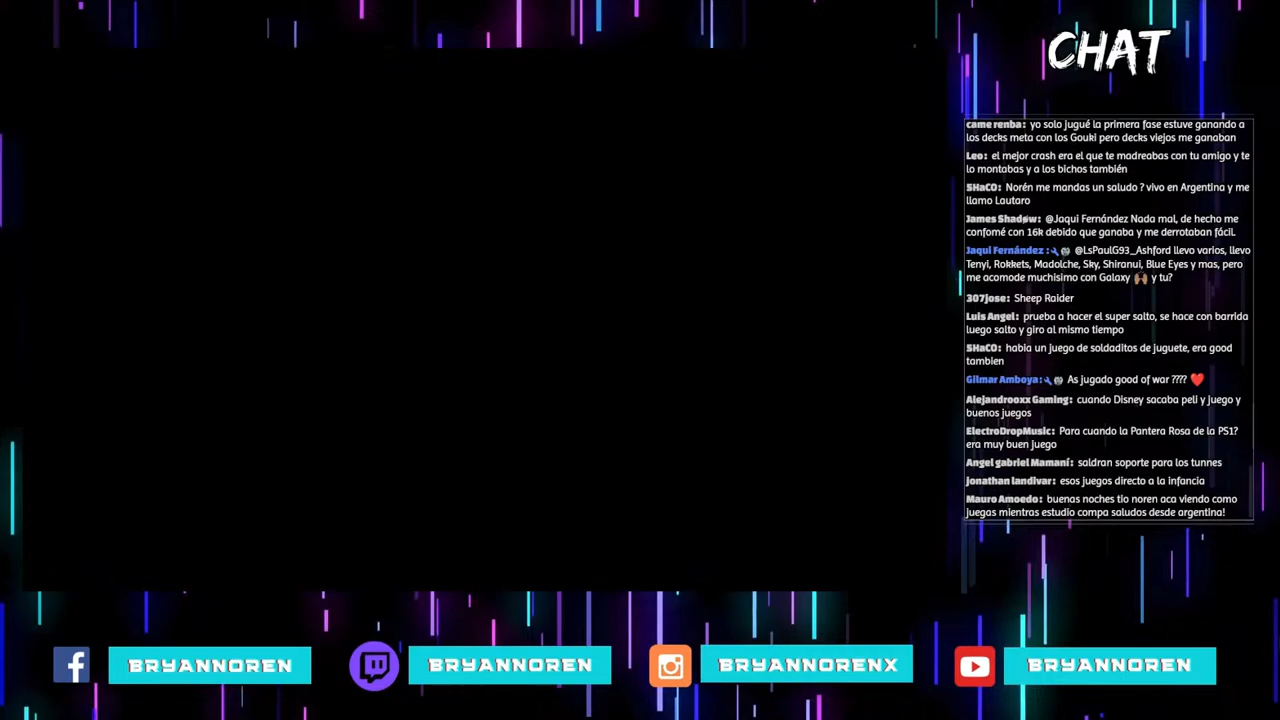 CHAT
came renba: yo solo jugué la primera fase estuve ganando a
los decks meta con los Gouki pero decks viejos me ganaban
Leo: el mejor crash era el que te madreabas con tu amigo y te
lo montabas y a los bichos también
SHaCO: Norén me mandas un saludo ? vivo en Argentina y me
llamo Lautaro
James Shadøw: @Jaqui Fernández Nada mal, de hecho me
confomé con 16k debido que ganaba y me derrotaban fácil.
Jaqui Fernández : @LsPaulG93_Ashford llevo varios, llevo
Tenyi, Rokkets, Madolche, Sky, Shiranui, Blue Eyes y mas, pero
me acomode muchisimo con Galaxy 🙌🏽 y tu?
307jose: Sheep Raider
Luis Angel: prueba a hacer el super salto, se hace con barrida
luego salto y giro al mismo tiempo
SHaCO: habia un juego de soldaditos de juguete, era good
tambien
Gilmar Amboya: As jugado good of war ???? ❤️
Alejandrooxx Gaming: cuando Disney sacaba peli y juego y
buenos juegos
ElectroDropMusic: Para cuando la Pantera Rosa de la PS1?
era muy buen juego
Angel gabriel Mamaní: saldran soporte para los tunnes
jonathan landivar: esos juegos directo a la infancia
Mauro Amoedo: buenas noches tio noren aca viendo como
juegas mientras estudio compa saludos desde argentina!
BRYANNOREN
BRYANNOREN
BRYANNORENX
BRYANNOREN